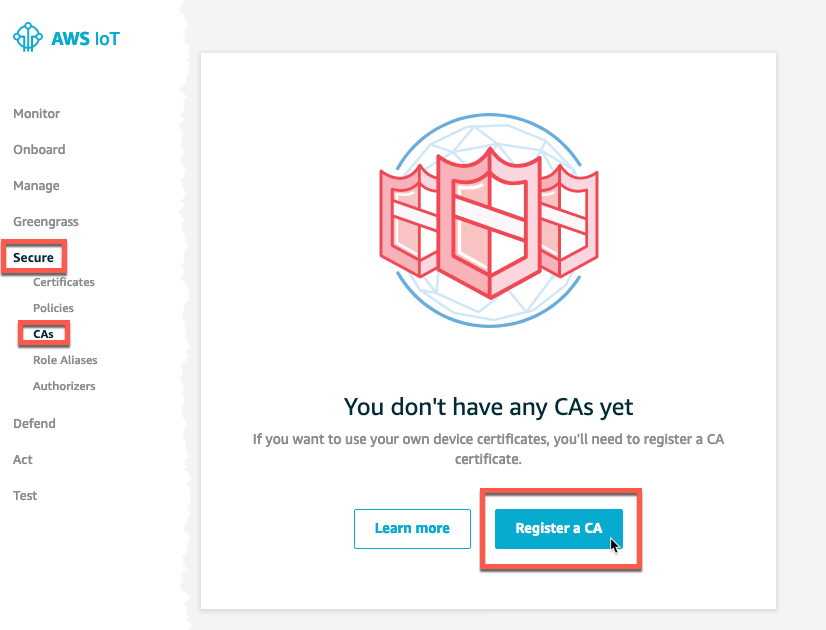 AWS IoT
Monitor
Onboard
Manage
Greengrass
Secure
Certificates
Policies
CAs
Role Aliases
Authorizers
Defend
Act
Test
You don't have any CAs yet
If you want to use your own device certificates, you'll need to register a CA
certificate.
Learn more
Register a CA